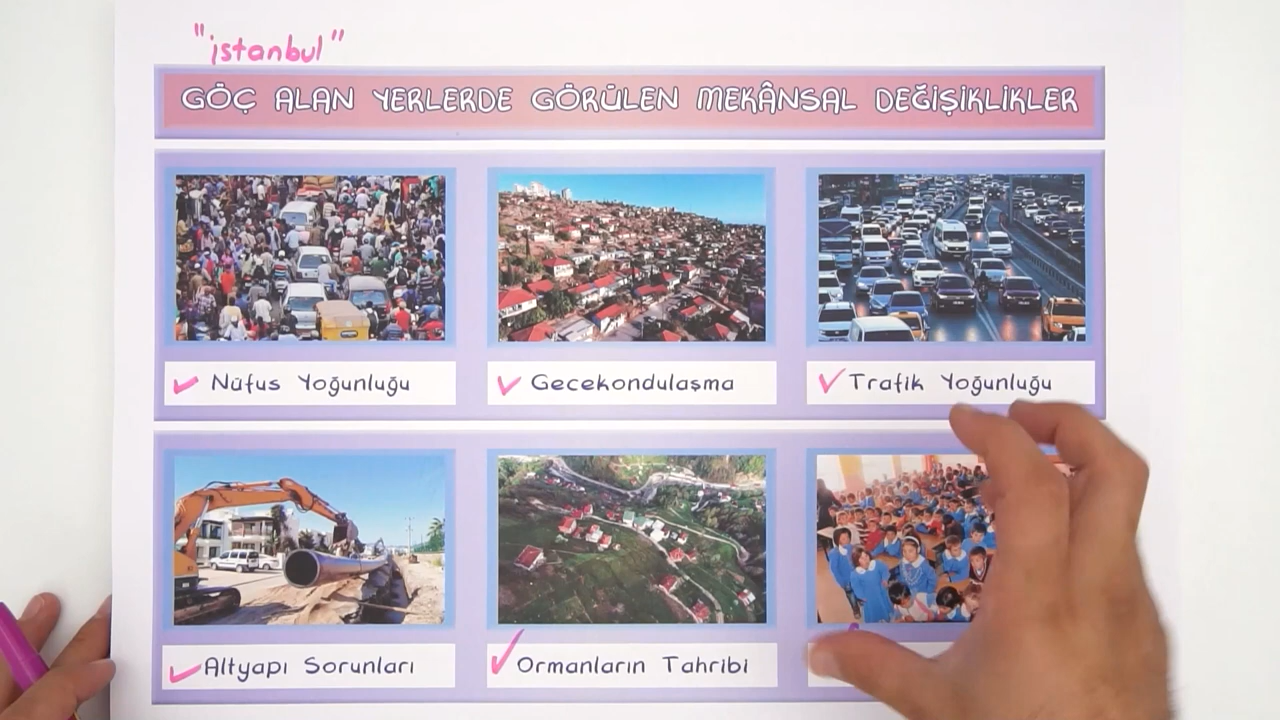 "istanbul"
GÖÇ ALAN YERLERDE GÖRÜLEN MEKÂNSAL DEĞİŞİKLİKLER
Nüfus Yoğunluğu
Gecekondulaşma
Trafik Yoğunluğu
Altyapı Sorunları
Ormanların Tahribi